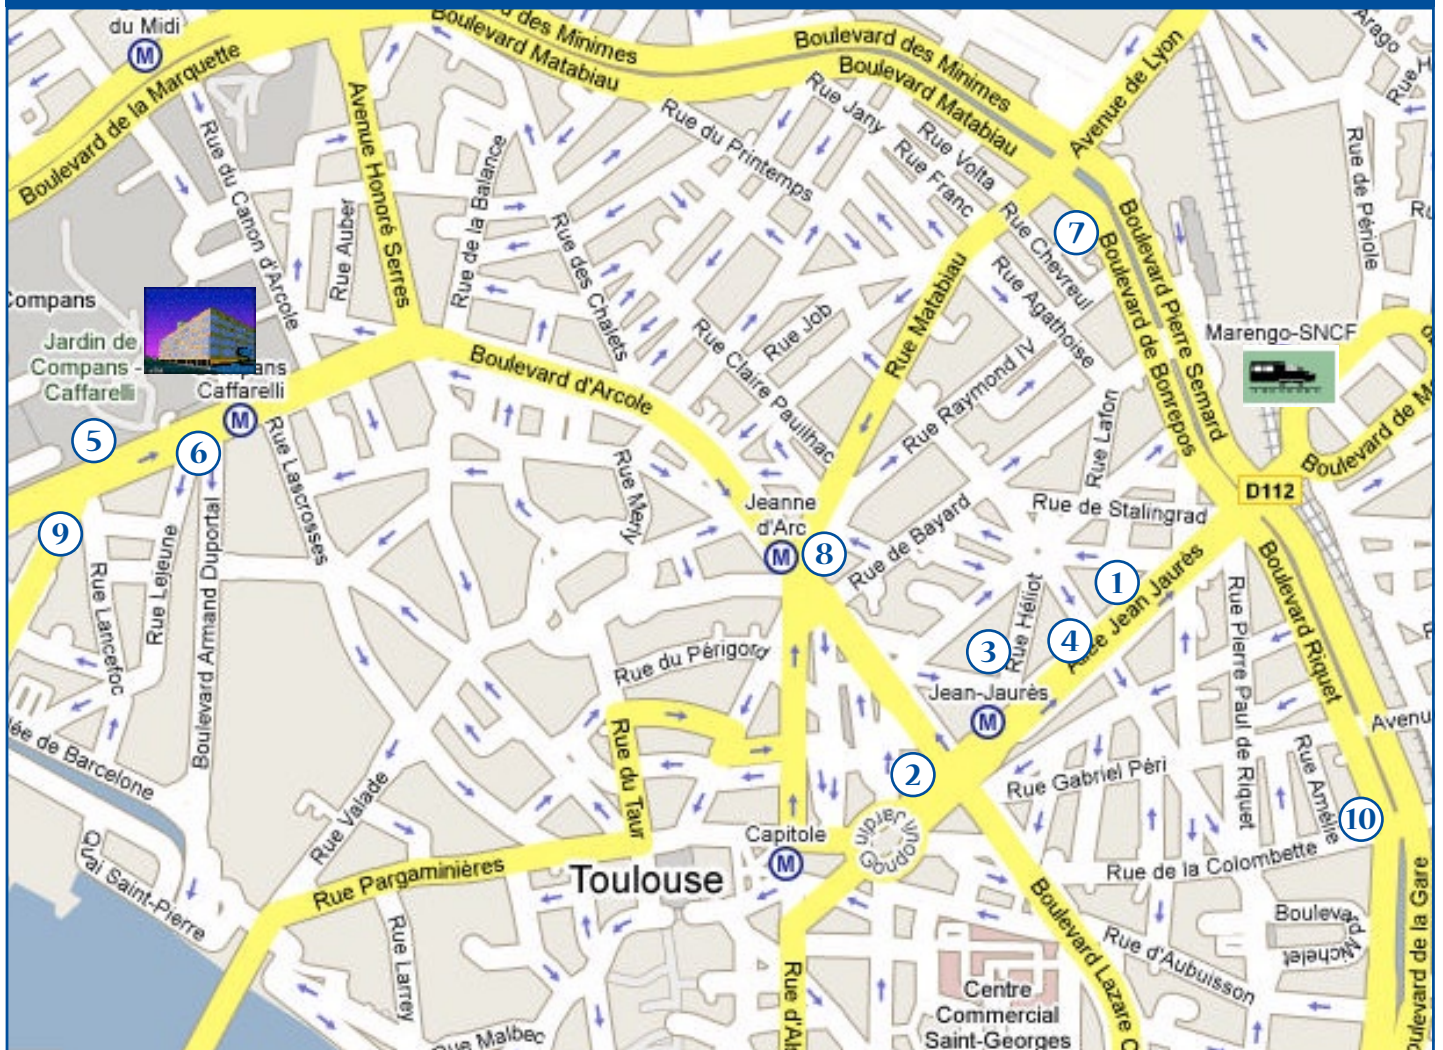 du Midi
M
Boulevard de la Marquette
Boulevard des Minimes
Boulevard Matabiau
Boulevard des Minimes
Boulevard Matabiau
Avenue de Lyon
Arago
Rue
Rue Jany
Rue Volta
Rue Franc
Rue du Printemps
Rue de Périole
Avenue Honoré Serres
Rue du Canon d'Arcole
Rue Auber
Rue de la Balance
Rue des Chalets
Rue Chevreul
Rue Agathoise
7
Boulevard Pierre Semard
Boulevard de Bonrepos
Compans
Jardin de
Compans -
Caffarelli
Caffarelli
M
Marengo-SNCF
Rue Matabiau
Rue Job
Rue Claire Pauilhac
Rue Raymond IV
Rue Lafon
Boulevard d'Arcole
5
6
9
Rue Lascrosses
Rue Merly
Jeanne
d'Arc
M
8
Rue de Bayard
Rue de Stalingrad
D112
Boulevard de M
Rue Lancefoc
Rue Lejeune
Boulevard Armand Duportal
1
3
4
Rue Héliot
Allée Jean Jaurès
Rue Pierre Paul de Riquet
Boulevard Riquet
Rue du Périgord
Jean-Jaurès
M
2
Avenu
ée de Barcelone
Rue Valade
Rue du Taur
Rue Gabriel Péri
Rue Amélie
10
Capitole
M
Jardin
Goudouli
Rue de la Colombette
Quai Saint-Pierre
Rue Pargaminières
Toulouse
Rue Larrey
Rue Malbec
Rue d'Als
Centre
Commercial
Saint-Georges
Boulevard Lazare C
Rue d'Aubuisson
Boulevard
Michelet
Boulevard de la Gare